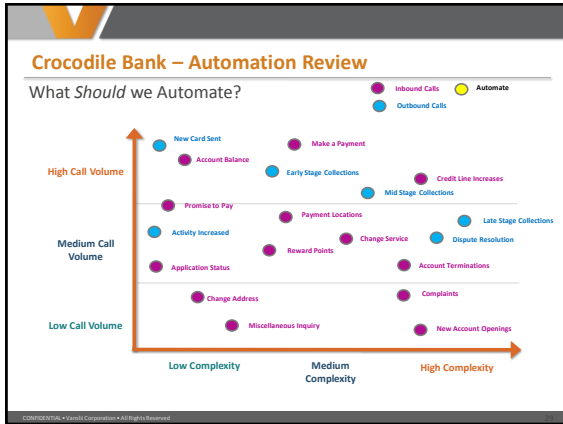 Crocodile Bank – Automation Review
What Should we Automate?
Inbound Calls
Automate
Outbound Calls
New Card Sent
Make a Payment
Account Balance
High Call Volume
Early Stage Collections
Credit Line Increases
Mid Stage Collections
Promise to Pay
Payment Locations
Late Stage Collections
Activity Increased
Change Service
Dispute Resolution
Medium Call
Volume
Reward Points
Application Status
Account Terminations
Change Address
Complaints
Low Call Volume
Miscellaneous Inquiry
New Account Openings
Low Complexity
Medium
Complexity
High Complexity
CONFIDENTIAL • Varolii Corporation • All Rights Reserved